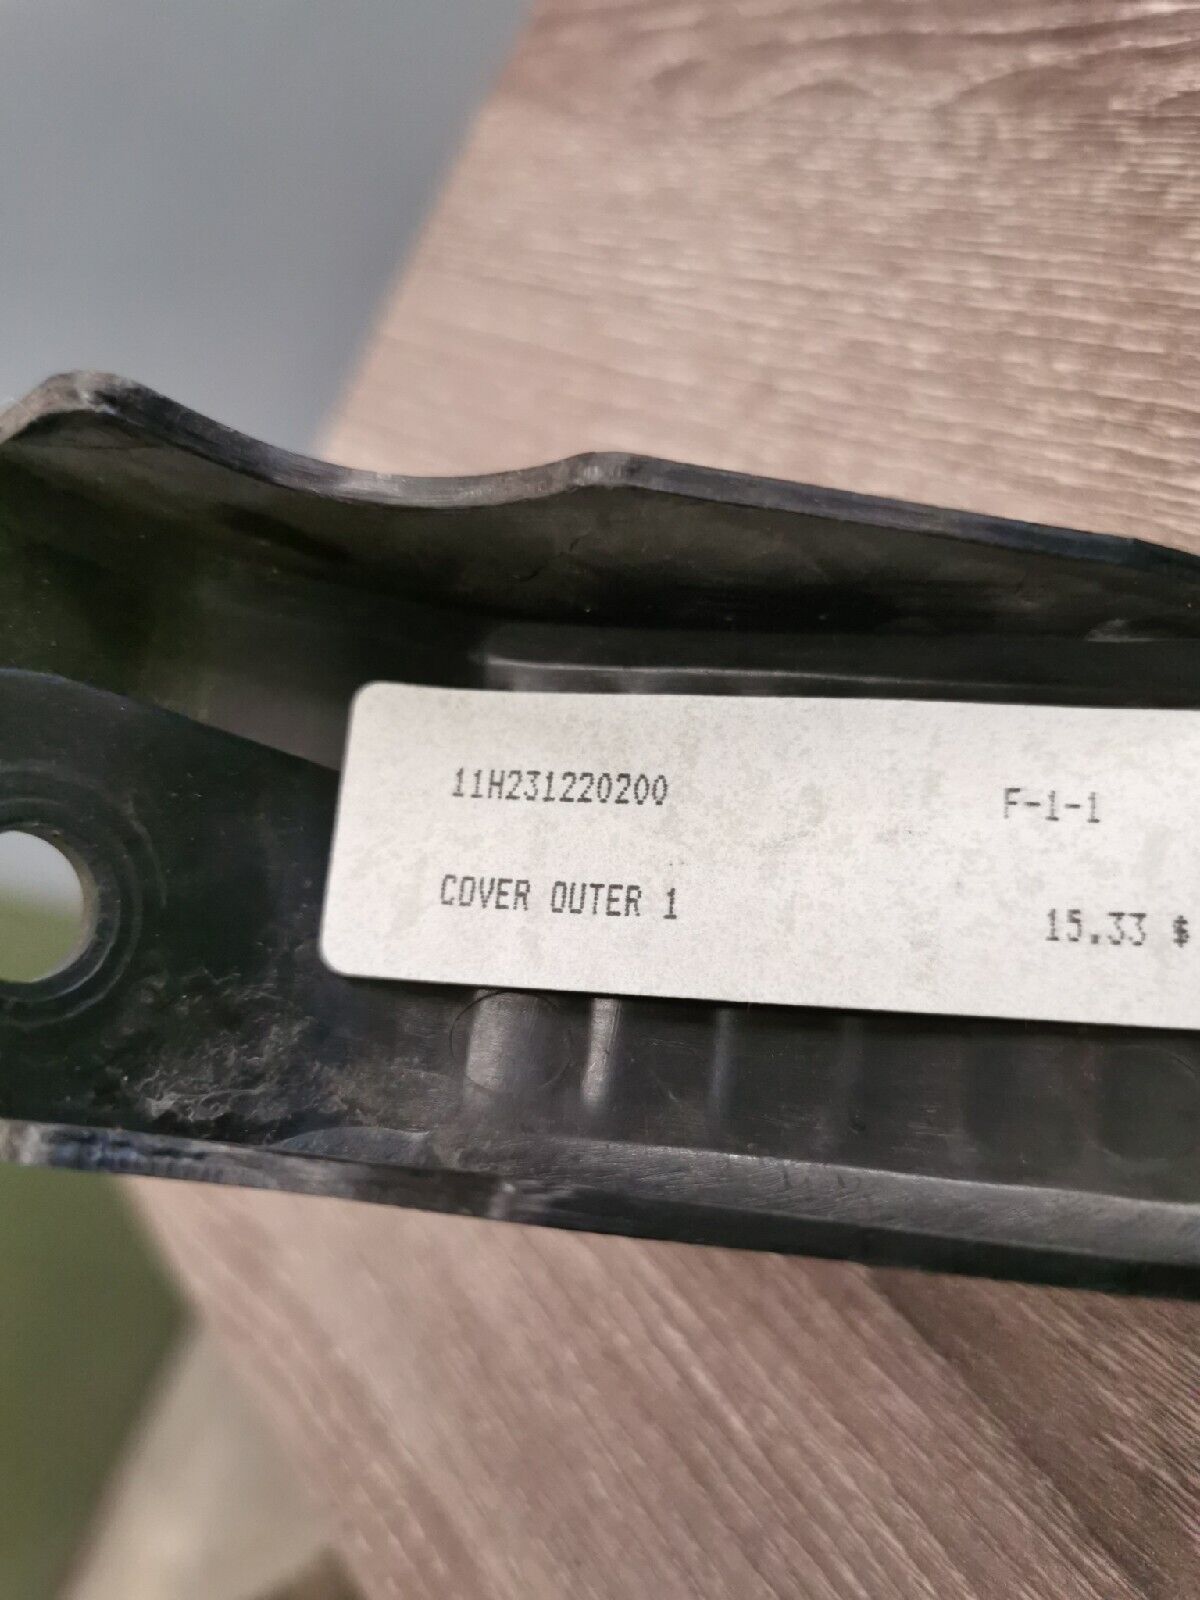 11H231220200 F-1-1
COVER OUTER 1 15.33 $